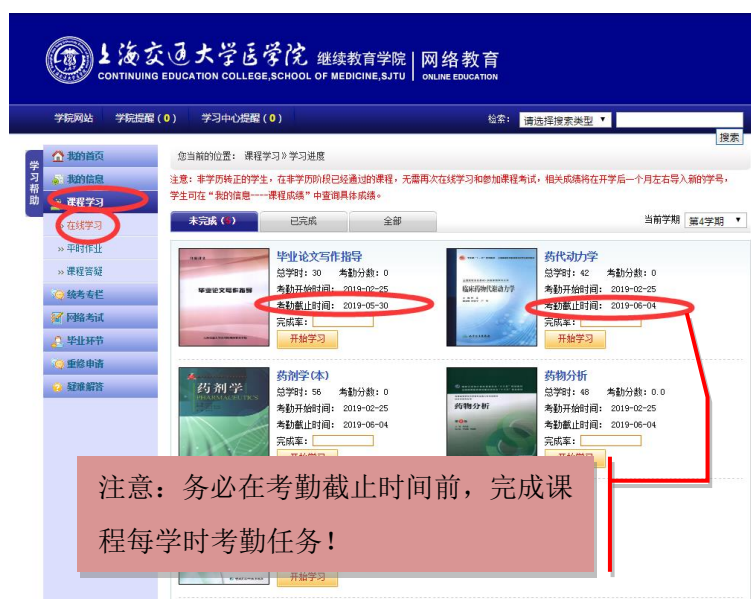 上海交通大学医学院 继续教育学院 网络教育
CONTINUING EDUCATION COLLEGE,SCHOOL OF MEDICINE,SJTU ONLINE EDUCATION
学院网站 学院提醒(0) 学习中心提醒(0) 检索: 请选择搜索类型
搜索
学习帮助
我的首页
我的信息
课程学习
» 在线学习
» 平时作业
» 课程答疑
统考专栏
网络考试
毕业环节
重修申请
疑难解答
您当前的位置: 课程学习 » 学习进度
注意:非学历转正的学生,在非学历阶段已经通过的课程,无需再次在线学习和参加课程考试,相关成绩将在开学后一个月左右导入新的学号,
学生可在“我的信息----课程成绩”中查询具体成绩。
未完成 已完成 全部 当前学期 第4学期
毕业论文写作指导
毕业论文写作指导
总学时: 30 考勤分数: 0
考勤开始时间: 2019-02-25
考勤截止时间: 2019-05-30
完成率:
开始学习
临床药物代谢动力学
药代动力学
总学时: 42 考勤分数: 0
考勤开始时间: 2019-02-25
考勤截止时间: 2019-06-04
完成率:
开始学习
药剂学
PHARMACEUTICS
药剂学(本)
总学时: 56 考勤分数: 0
考勤开始时间: 2019-02-25
考勤截止时间: 2019-06-04
完成率:
药物分析
药物分析
总学时: 48 考勤分数: 0.0
考勤开始时间: 2019-02-25
考勤截止时间: 2019-06-04
完成率:
注意:务必在考勤截止时间前,完成课
程每学时考勤任务!
开始学习